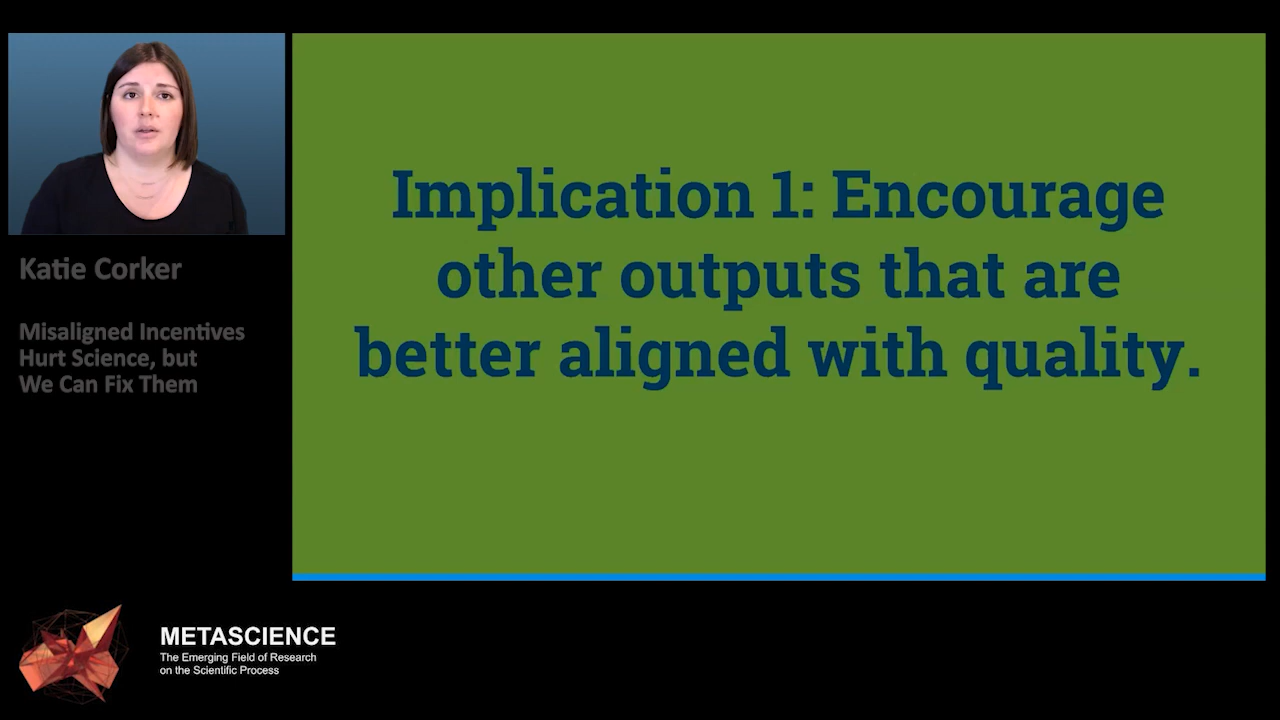 Katie Corker
Misaligned Incentives
Hurt Science, but
We Can Fix Them
Implication 1: Encourage
other outputs that are
better aligned with quality.
METASCIENCE
The Emerging Field of Research
on the Scientific Process